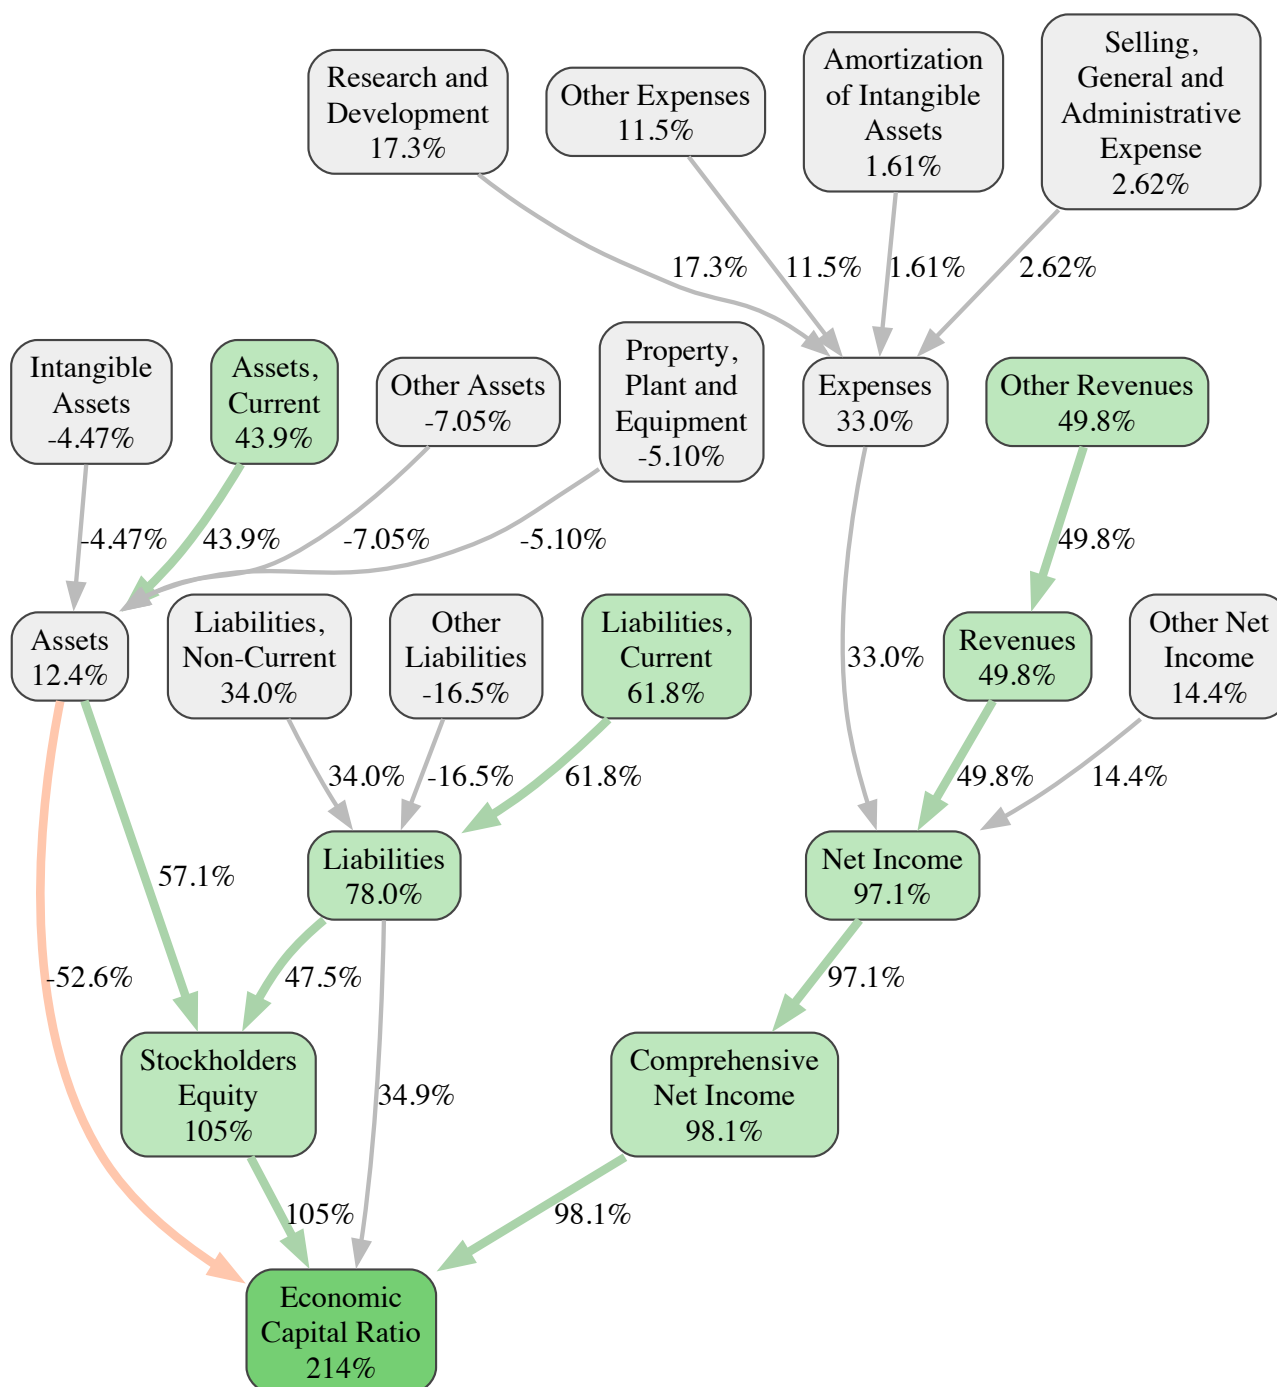 Research and
Development
17.3%
Other Expenses
11.5%
Amortization
of Intangible
Assets
1.61%
Selling,
General and
Administrative
Expense
2.62%
17.3%
11.5%
1.61%
2.62%
Intangible
Assets
-4.47%
Assets,
Current
43.9%
Other Assets
-7.05%
Property,
Plant and
Equipment
-5.10%
Expenses
33.0%
Other Revenues
49.8%
-4.47%
43.9%
-7.05%
-5.10%
49.8%
Assets
12.4%
Liabilities,
Non-Current
34.0%
Other
Liabilities
-16.5%
Liabilities,
Current
61.8%
33.0%
Revenues
49.8%
Other Net
Income
14.4%
34.0%
-16.5%
61.8%
49.8%
14.4%
57.1%
Liabilities
78.0%
Net Income
97.1%
-52.6%
47.5%
97.1%
Stockholders
Equity
105%
34.9%
Comprehensive
Net Income
98.1%
105%
98.1%
Economic
Capital Ratio
214%